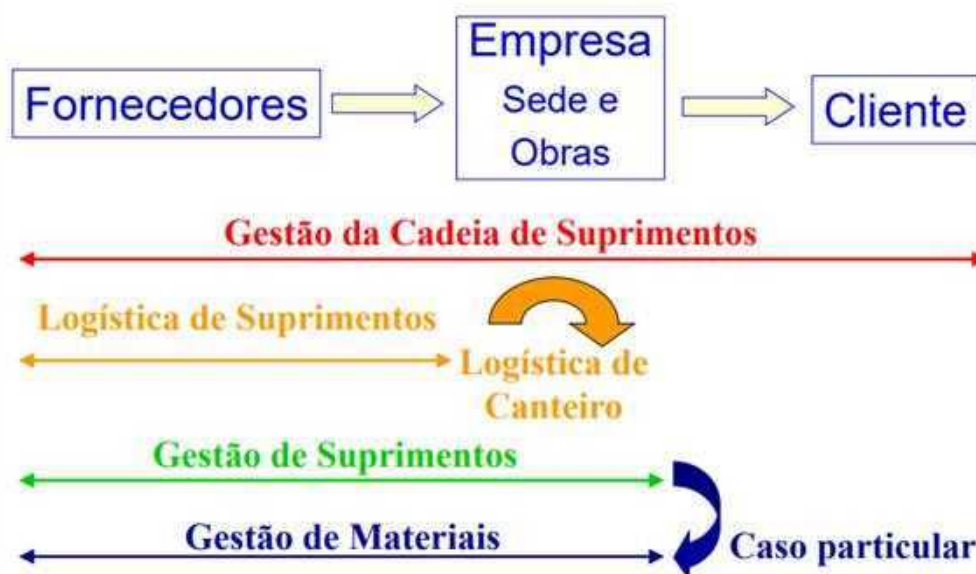 Fornecedores
Empresa
Sede e
Obras
Cliente
Gestão da Cadeia de Suprimentos
Logística de Suprimentos
Logística de
Canteiro
Gestão de Suprimentos
Gestão de Materiais
Caso particular